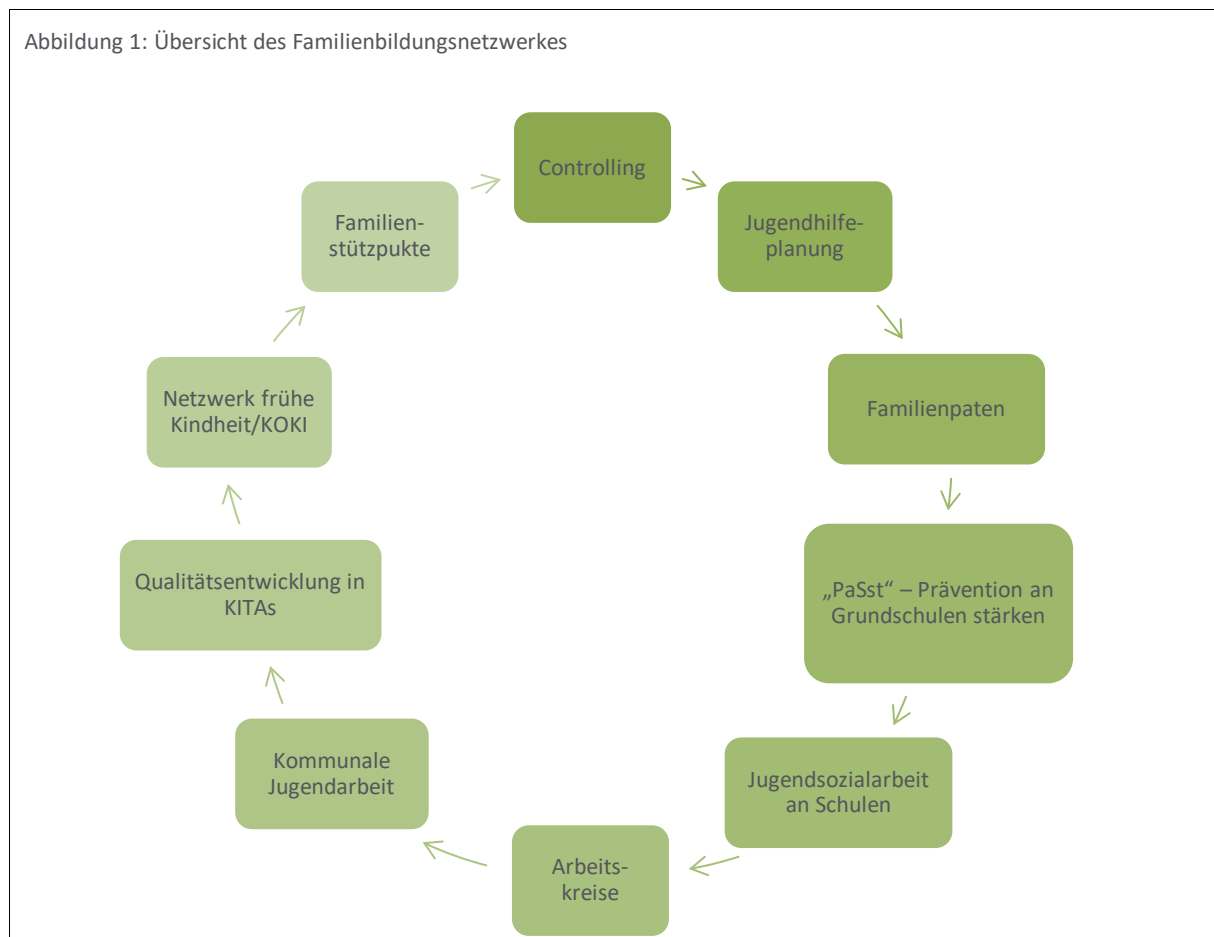 Abbildung 1: Übersicht des Familienbildungsnetzwerkes
Controlling
Jugendhilfe-
planung
Familienpaten
„PaSst“ – Prävention an
Grundschulen stärken
Jugendsozialarbeit
an Schulen
Arbeits-
kreise
Kommunale
Jugendarbeit
Qualitätsentwicklung in
KITAs
Netzwerk frühe
Kindheit/KOKI
Familien-
stützpukte